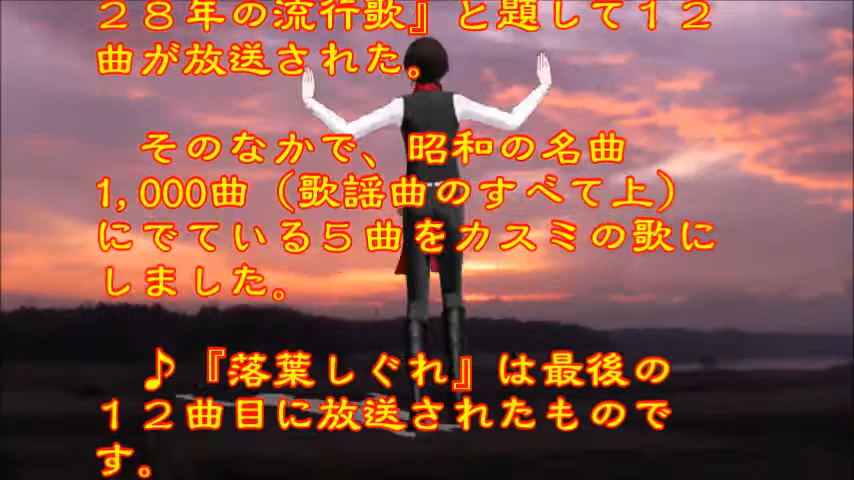 ２８年の流行歌』と題して１２
曲が放送された。
そのなかで、昭和の名曲
1,000曲（歌謡曲のすべて上）
にでている５曲をカスミの歌に
しました。
♪『落葉しぐれ』は最後の
１２曲目に放送されたもので
す。